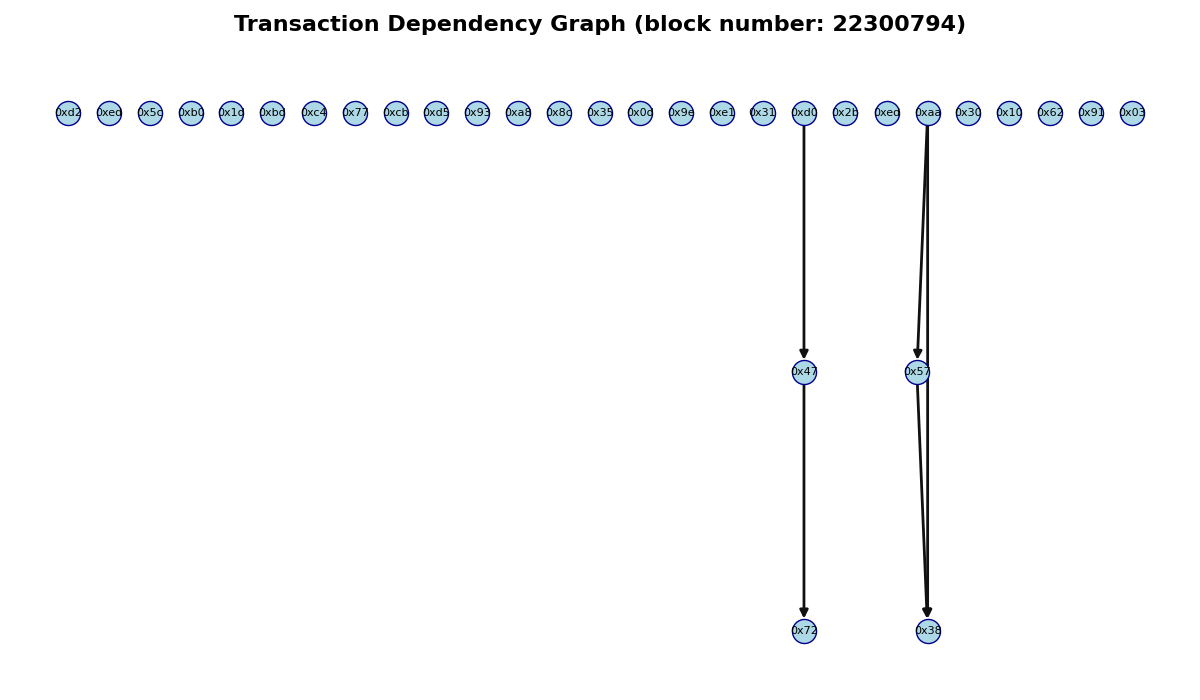 Transaction Dependency Graph (block number: 22300794)
0xd2 0xed 0x5c 0xb0 0x1d 0xbd 0xc4 0x77 0xcb 0xd5 0x93 0xa8 0x8c 0x35 0x0d 0x9e 0xe1 0x31 0xd0 0x2b 0xed 0xaa 0x30 0x10 0x62 0x91 0x03
0x47 0x57
0x72 0x38